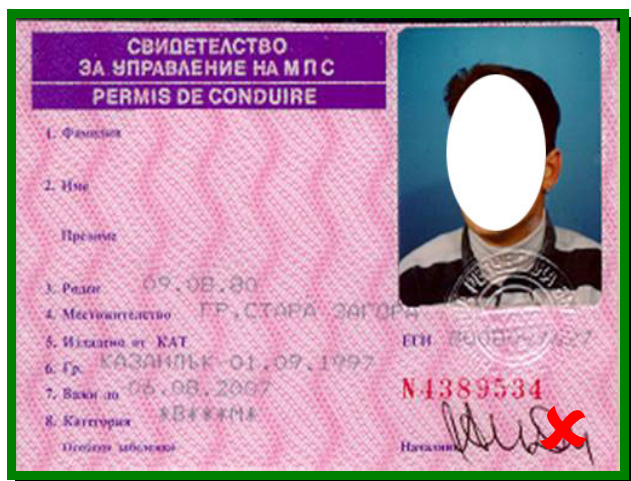 СВИДЕТЕЛСТВО
ЗА УПРАВЛЕНИЕ НА МПС
PERMIS DE CONDUIRE
1. Фамилия
2. Име
Презиме
3. Роден 09.08.80
4. Местожителство ГР.СТАРА ЗАГОРА
5. Издадено от КАТ ЕГН
6. Гр. КАЗАНЛЪК 01.09.1997
7. Важи до 06.08.2007 N4389534
8. Категория *B***M*
Особени забележки Началник